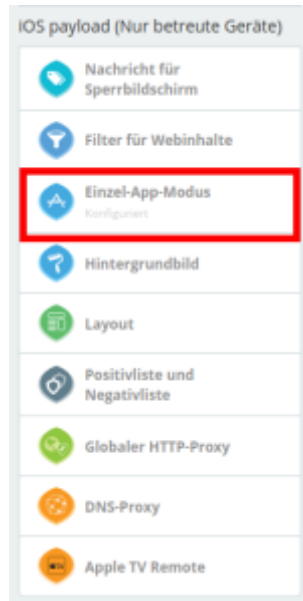 iOS payload (Nur betreute Geräte)
Nachricht für
Sperrbildschirm
Filter für Webinhalte
Einzel-App-Modus
Konfiguriert
Hintergrundbild
Layout
Positivliste und
Negativliste
Globaler HTTP-Proxy
DNS-Proxy
Apple TV Remote